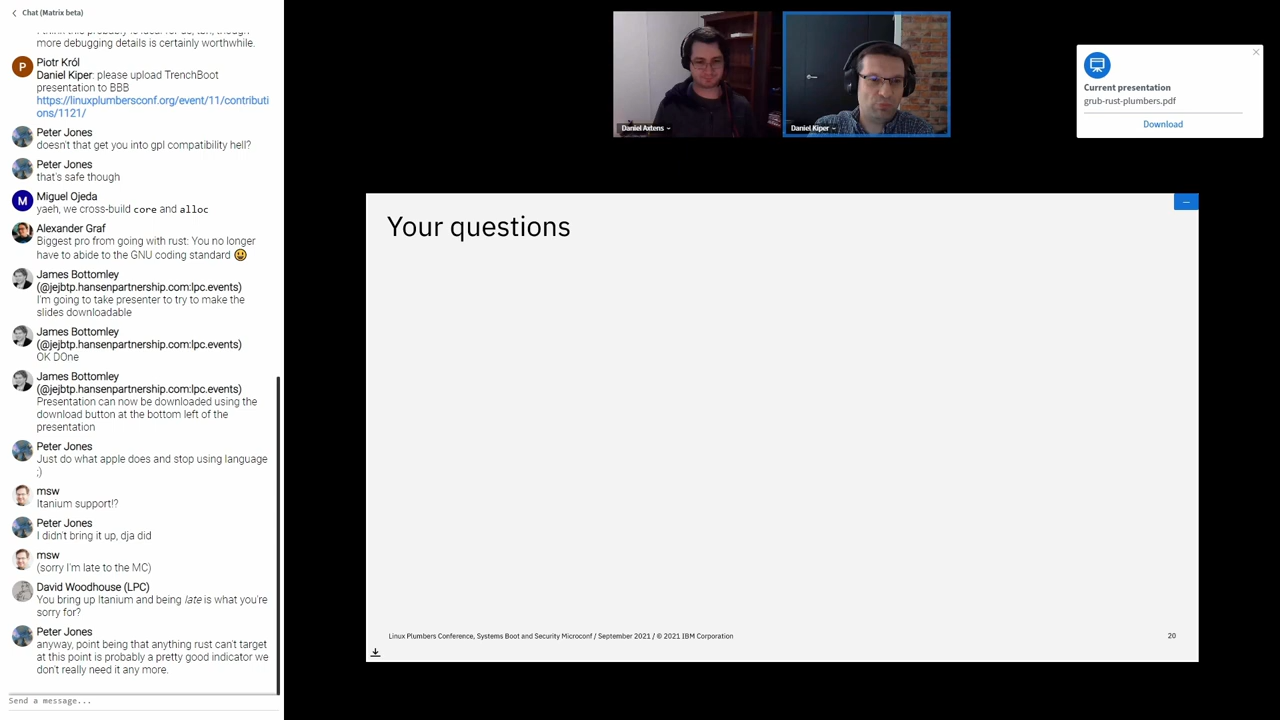 Chat (Matrix beta)
more debugging details is certainly worthwhile.
P
Piotr Król
Daniel Kiper: please upload TrenchBoot
presentation to BBB
https://linuxplumbersconf.org/event/11/contributi
ons/1121/
Peter Jones
doesn't that get you into gpl compatibility hell?
Peter Jones
that's safe though
M
Miguel Ojeda
yaeh, we cross-build core and alloc
Alexander Graf
Biggest pro from going with rust: You no longer
have to abide to the GNU coding standard 😃
James Bottomley
(@jejbtp.hansenpartnership.com:lpc.events)
I'm going to take presenter to try to make the
slides downloadable
James Bottomley
(@jejbtp.hansenpartnership.com:lpc.events)
OK DOne
James Bottomley
(@jejbtp.hansenpartnership.com:lpc.events)
Presentation can now be downloaded using the
download button at the bottom left of the
presentation
Peter Jones
Just do what apple does and stop using language
;)
msw
Itanium support!?
Peter Jones
I didn't bring it up, dja did
msw
(sorry I'm late to the MC)
David Woodhouse (LPC)
You bring up Itanium and being late is what you're
sorry for?
Peter Jones
anyway, point being that anything rust can't target
at this point is probably a pretty good indicator we
don't really need it any more.
Send a message...
Daniel Axtens
Daniel Kiper
Current presentation
grub-rust-plumbers.pdf
Download
Your questions
Linux Plumbers Conference, Systems Boot and Security Microconf / September 2021 / © 2021 IBM Corporation
20